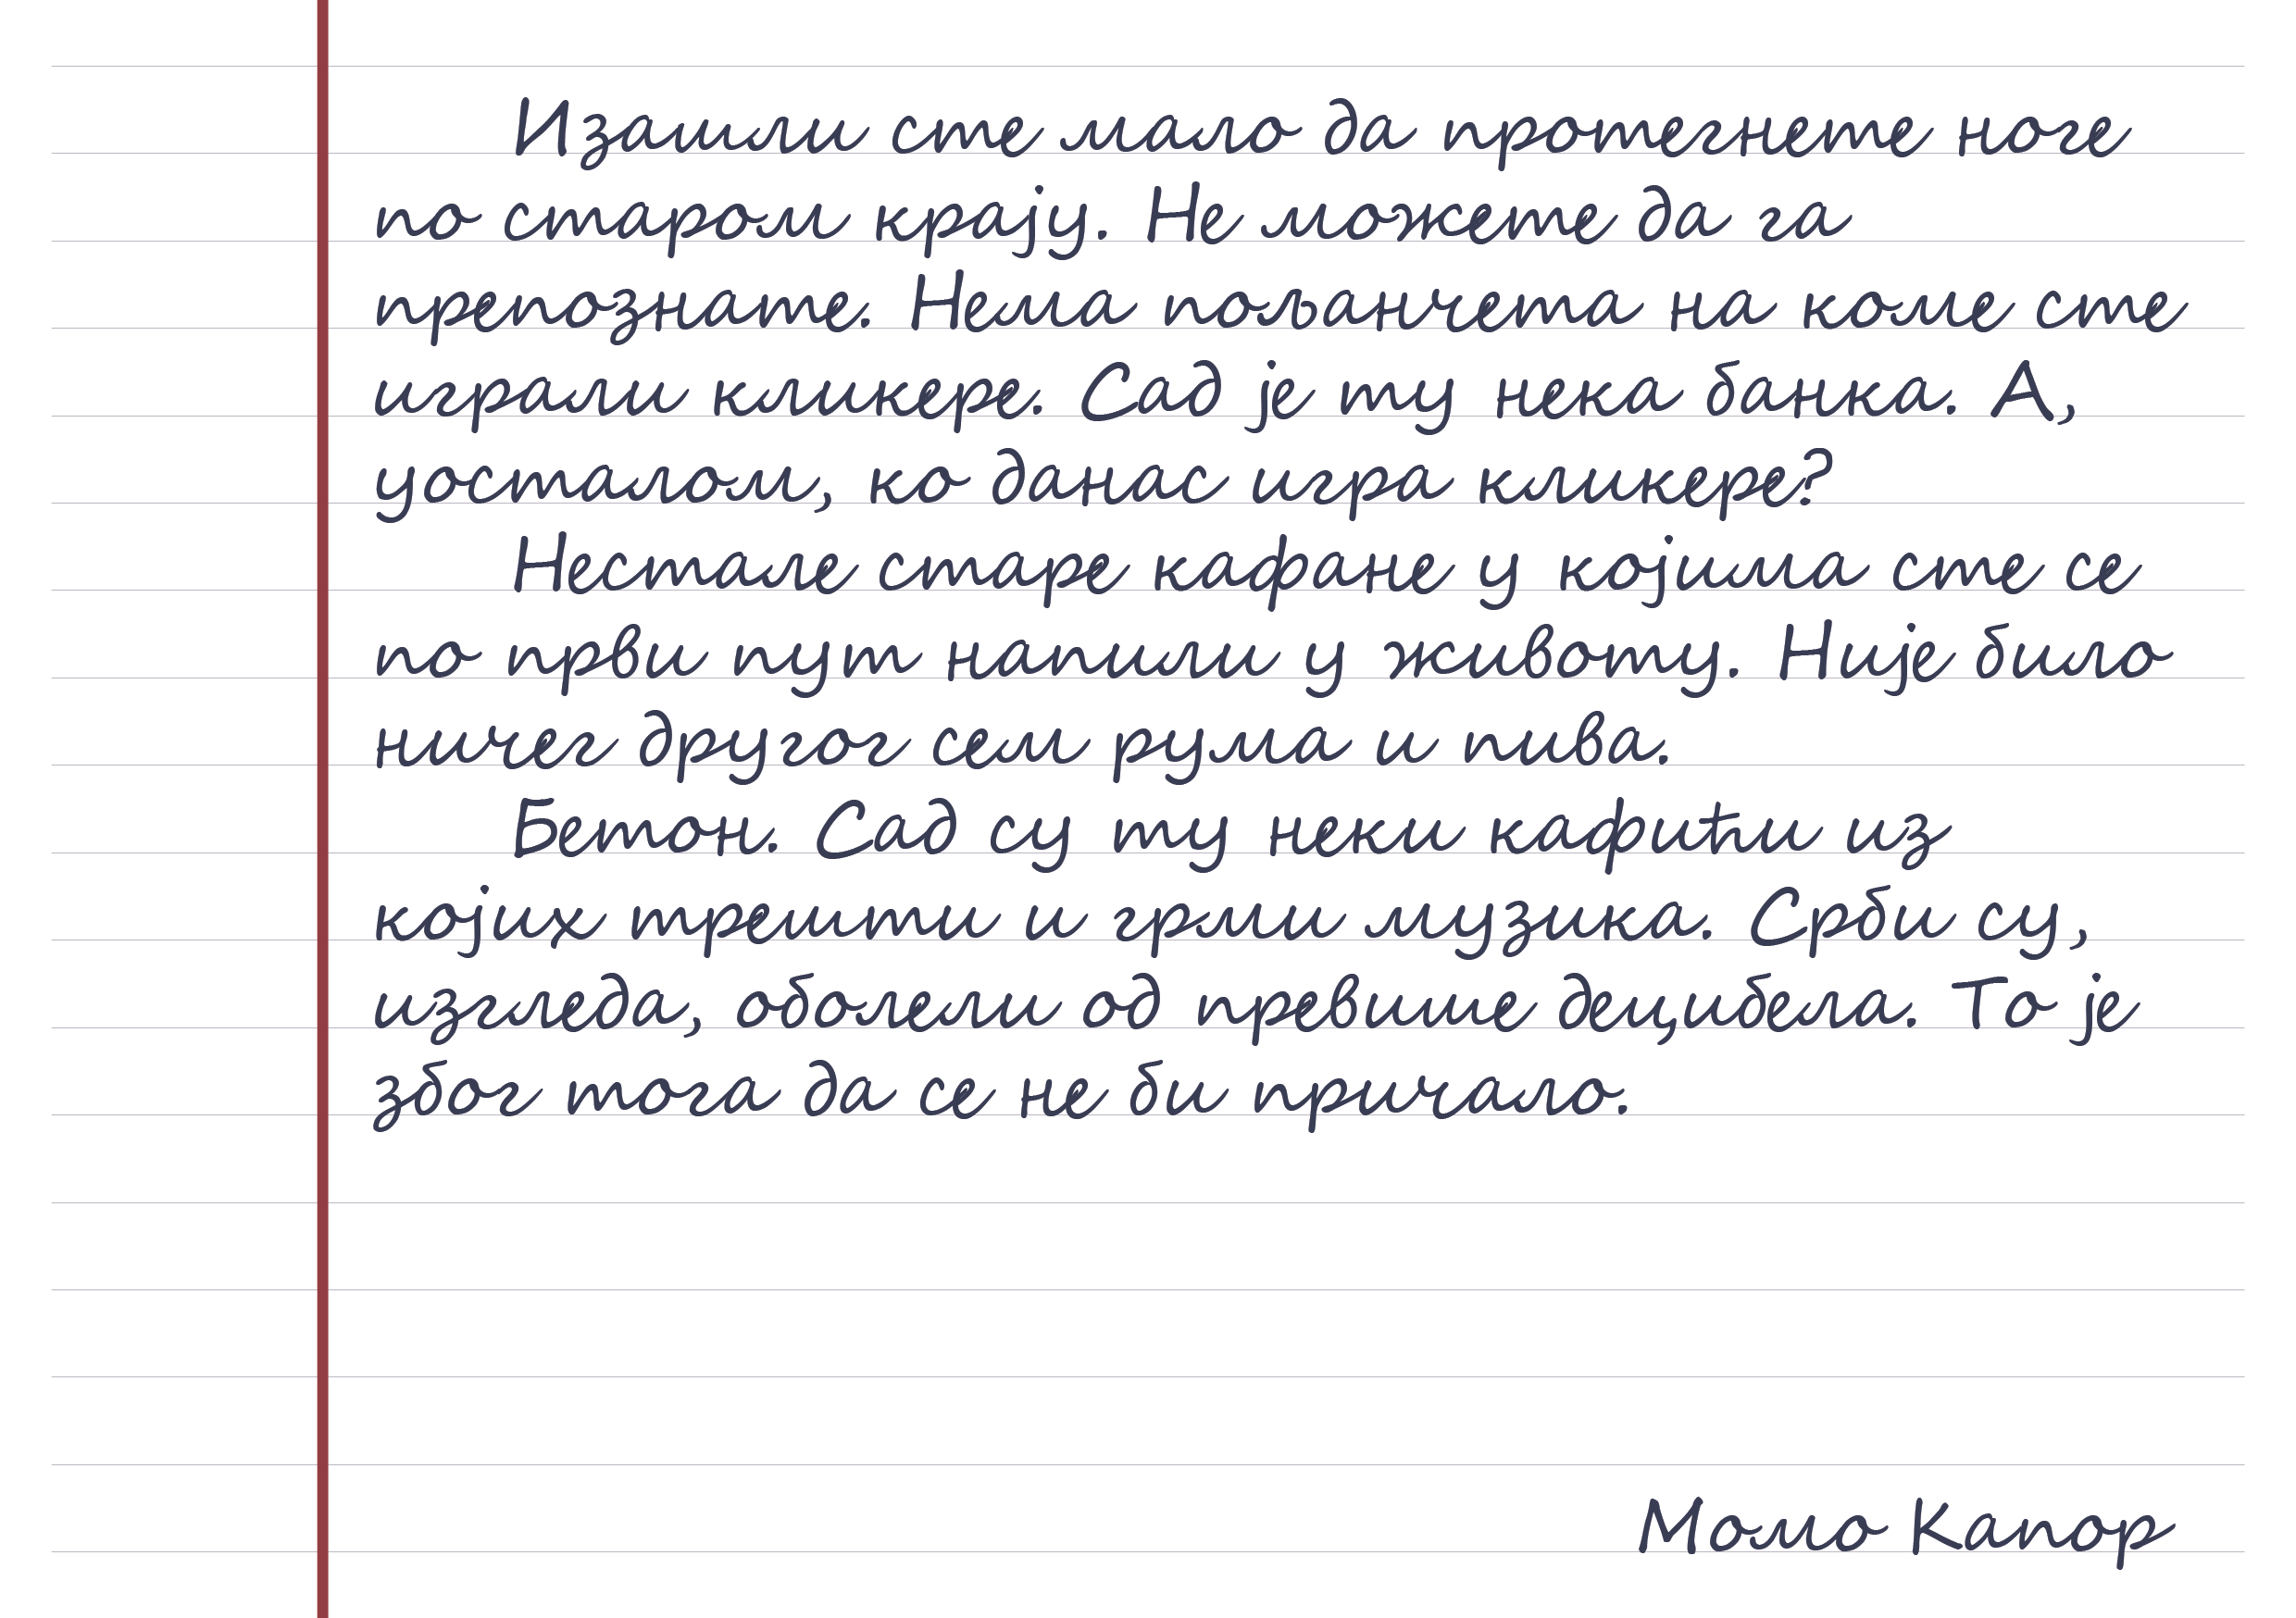 Изашли сте мало да протегнете ноге
по старом крају. Не можете да га
препознате. Нема пољанчета на коме сте
играли кликере. Сад је ту нека банка. А,
уосталом, ко данас игра кликере?
Нестале старе кафане у којима сте се
по први пут напили у животу. Није било
ничег другог сем рума и пива.
Бетон. Сад су ту неки кафићи из
којих трешти и грми музика. Срби су,
изгледа, оболели од превише децибела. То је
због тога да се не би причало.
Момо Капор